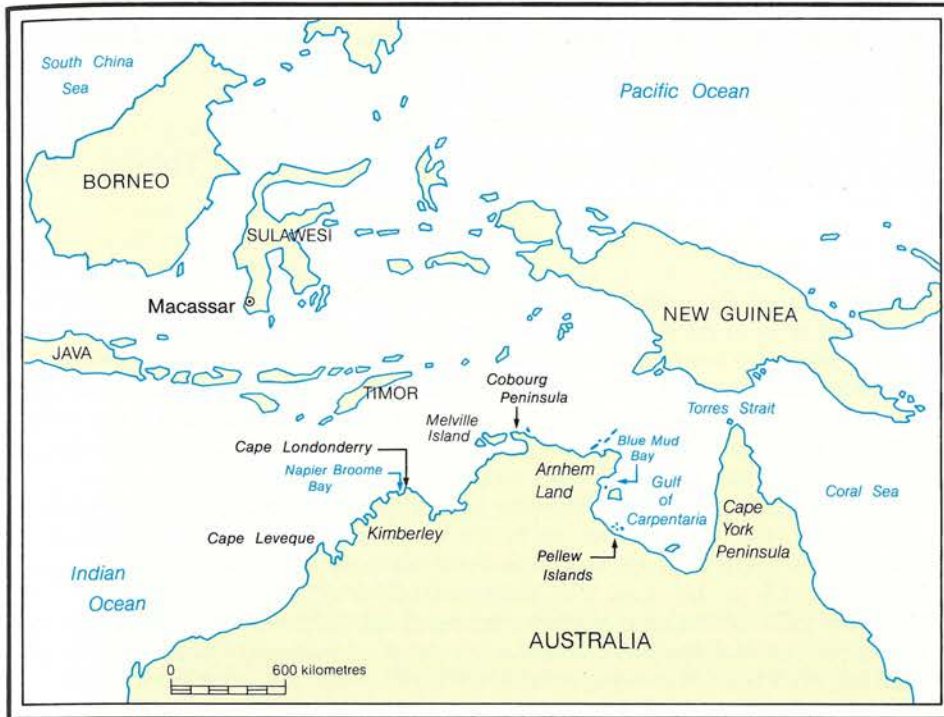 South China
Sea
Pacific Ocean
BORNEO
SULAWESI
Macassar
NEW GUINEA
JAVA
TIMOR
Cobourg
Peninsula
Torres Strait
Melville
Island
Cape Londonderry
Blue Mud
Bay
Napier Broome
Bay
Arnhem
Land
Gulf
of
Carpentaria
Coral Sea
Cape
York
Peninsula
Cape Leveque
Kimberley
Pellew
Islands
Indian
Ocean
AUSTRALIA
0 600 kilometres